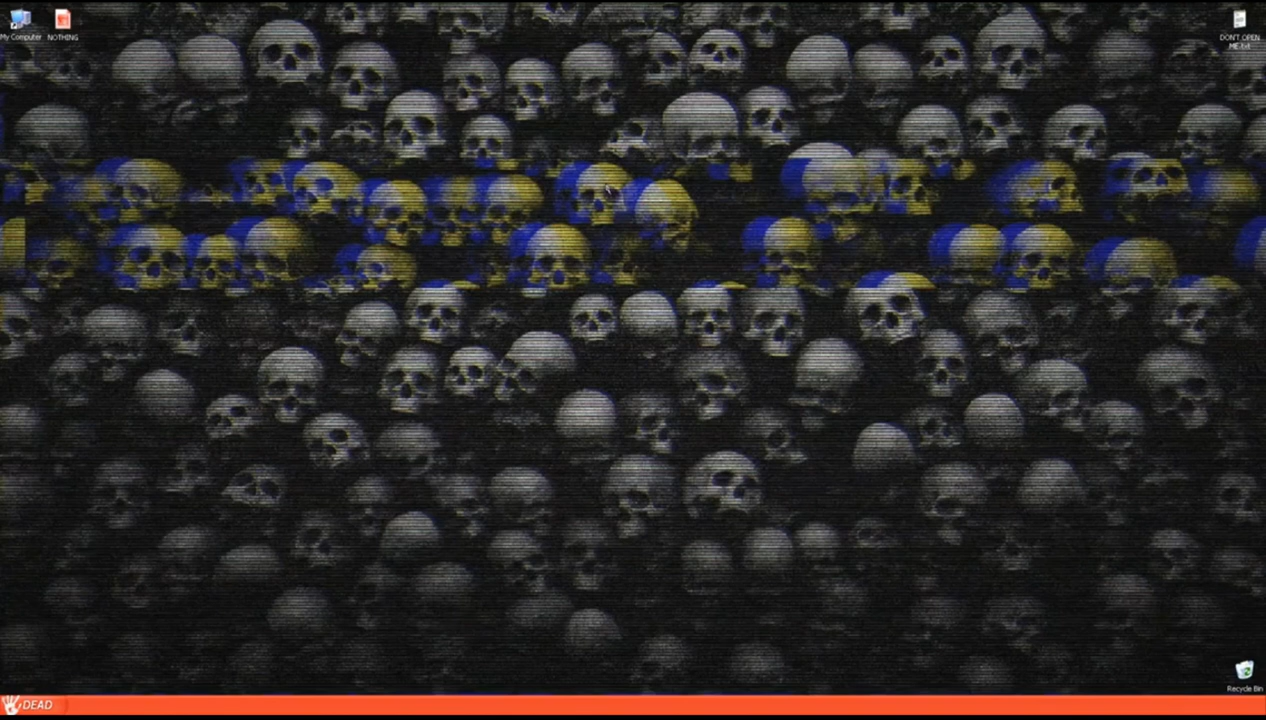 My Computer
NOTHING
DON'T OPEN
ME.txt
Recycle Bin
DEAD